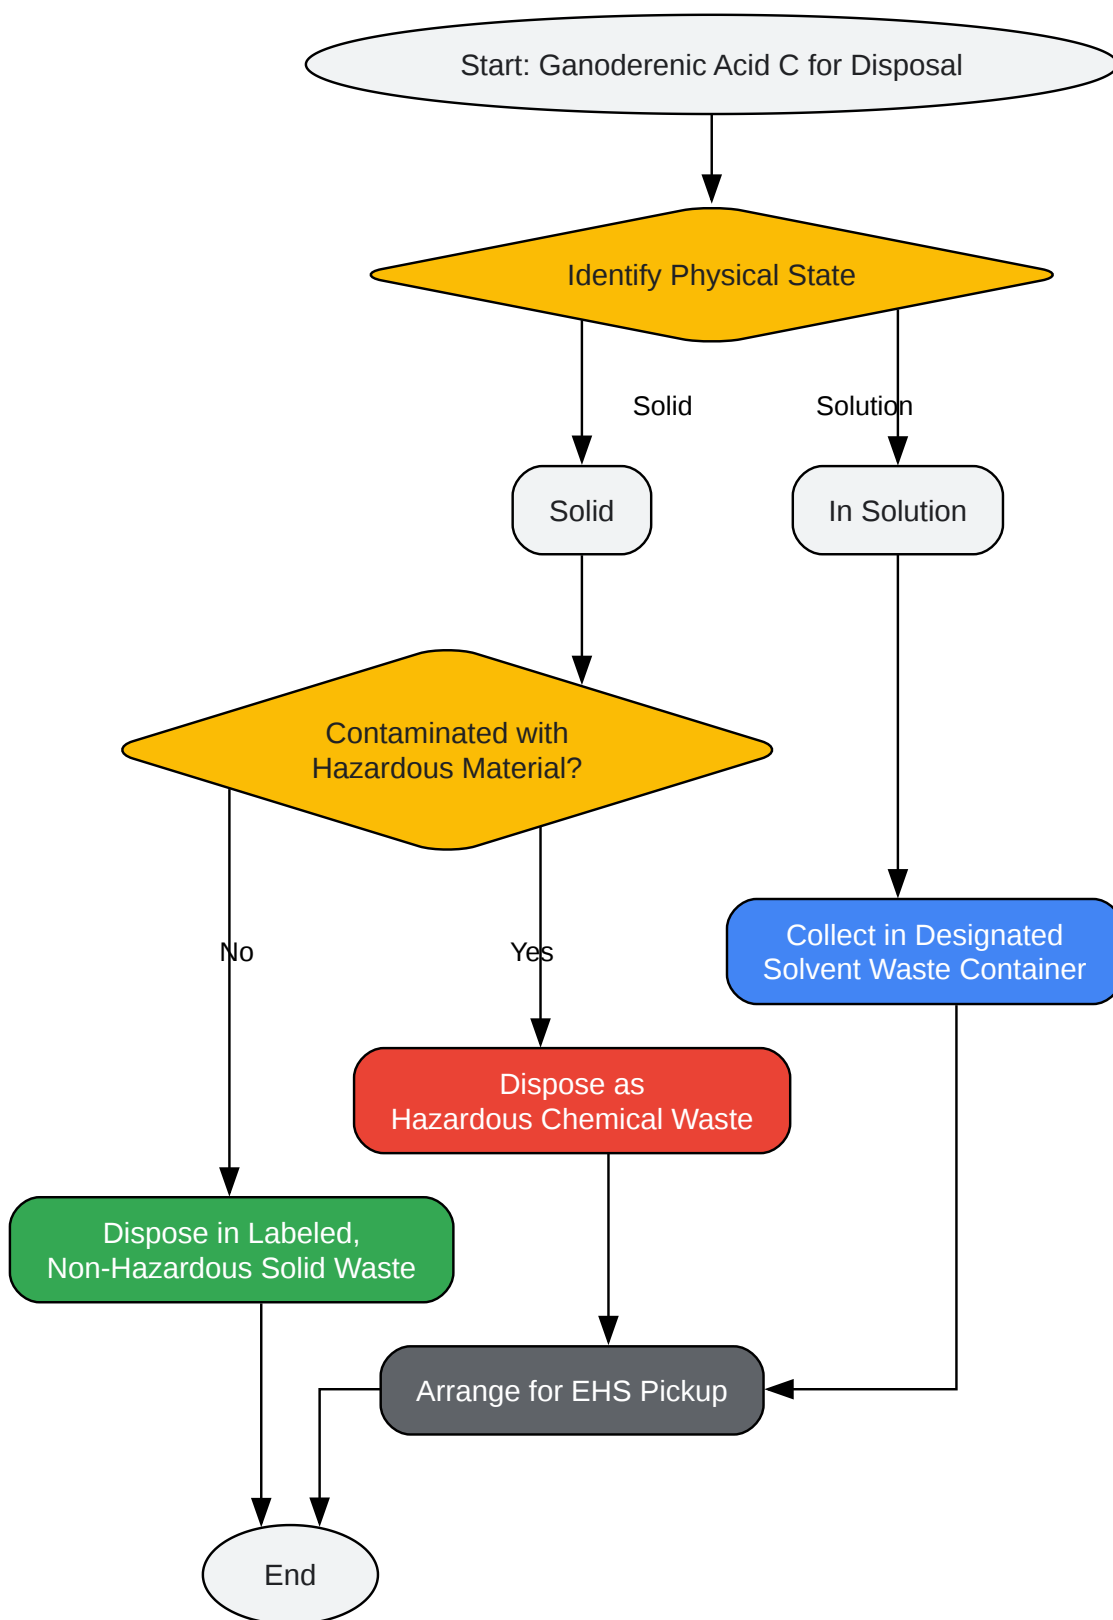 Start: Ganoderenic Acid C for Disposal
Identify Physical State
Solid
Solution
Solid
In Solution
Contaminated with
Hazardous Material?
Collect in Designated
Solvent Waste Container
No
Yes
Dispose as
Hazardous Chemical Waste
Dispose in Labeled,
Non-Hazardous Solid Waste
Arrange for EHS Pickup
End